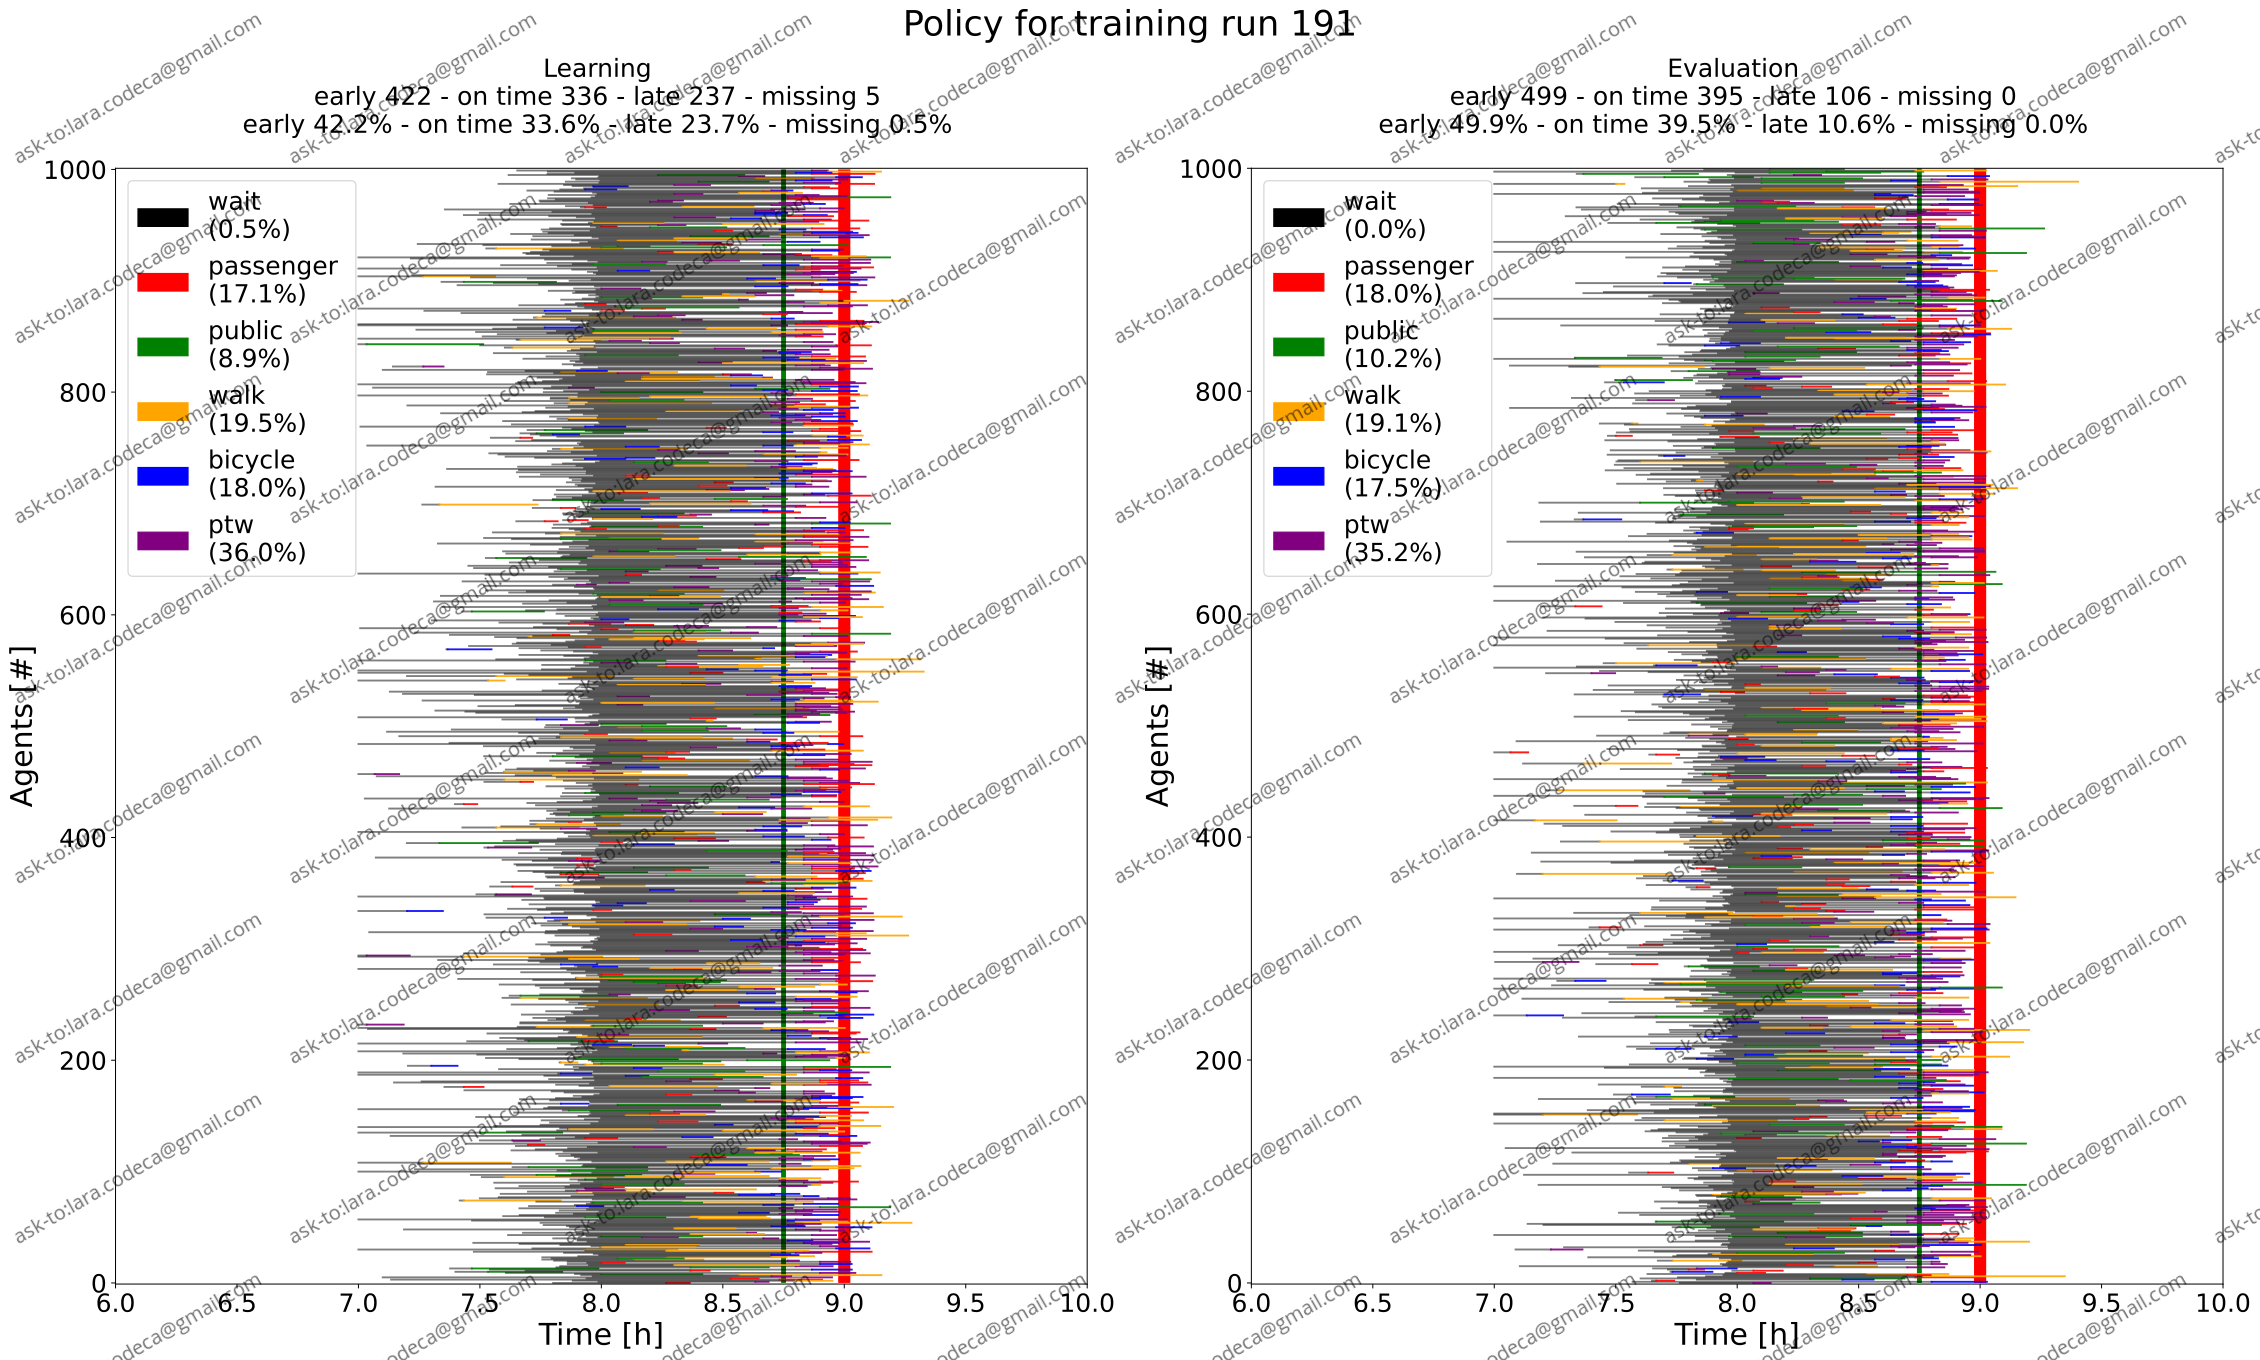 Policy for training run 191
Learning
early 422 - on time 336 - late 237 - missing 5
early 42.2% - on time 33.6% - late 23.7% - missing 0.5%
1000
800
600
400
200
0
Agents [#]
wait
(0.5%)
passenger
(17.1%)
public
(8.9%)
walk
(19.5%)
bicycle
(18.0%)
ptw
(36.0%)
6.0 6.5 7.0 7.5 8.0 8.5 9.0 9.5 10.0
Time [h]
Evaluation
early 499 - on time 395 - late 106 - missing 0
early 49.9% - on time 39.5% - late 10.6% - missing 0.0%
1000
800
600
400
200
0
Agents [#]
wait
(0.0%)
passenger
(18.0%)
public
(10.2%)
walk
(19.1%)
bicycle
(17.5%)
ptw
(35.2%)
6.0 6.5 7.0 7.5 8.0 8.5 9.0 9.5 10.0
Time [h]
ask-to:lara.codeca@gmail.com